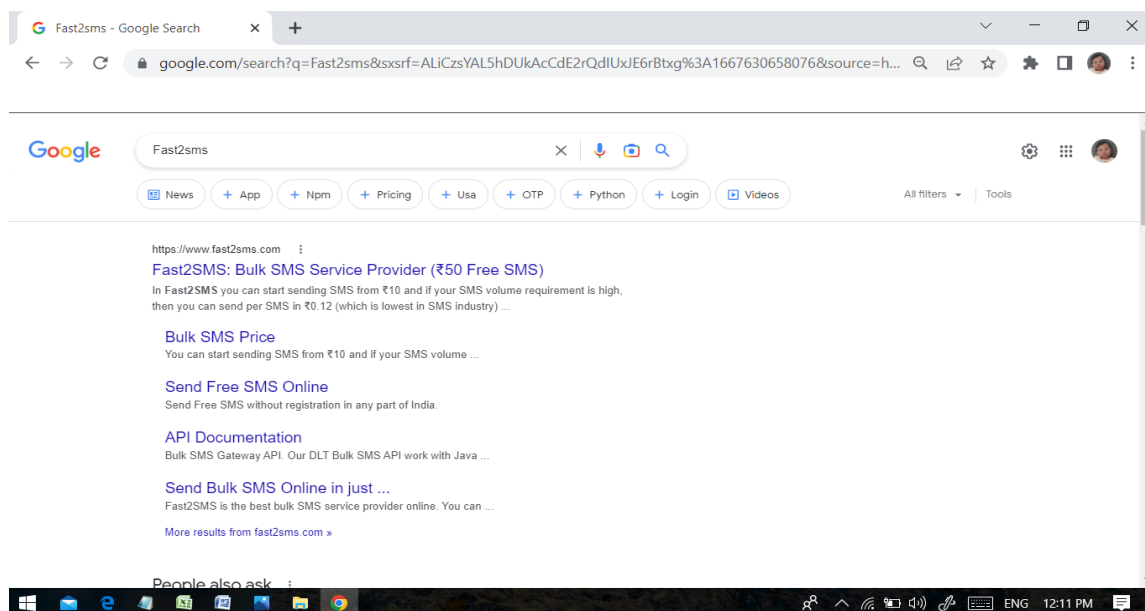 Fast2sms - Google Search
google.com/search?q=Fast2sms&sxsrf=ALiCzsYAL5hDUkAcCdE2rQdIUxJE6rBtxg%3A1667630658076&source=h...
Google
Fast2sms
News + App + Npm + Pricing + Usa + OTP + Python + Login Videos All filters Tools
https://www.fast2sms.com
Fast2SMS: Bulk SMS Service Provider (₹50 Free SMS)
In Fast2SMS you can start sending SMS from ₹10 and if your SMS volume requirement is high,
then you can send per SMS in ₹0.12 (which is lowest in SMS industry) ...
Bulk SMS Price
You can start sending SMS from ₹10 and if your SMS volume ...
Send Free SMS Online
Send Free SMS without registration in any part of India.
API Documentation
Bulk SMS Gateway API. Our DLT Bulk SMS API work with Java ...
Send Bulk SMS Online in just ...
Fast2SMS is the best bulk SMS service provider online. You can ...
More results from fast2sms.com »
People also ask
ENG 12:11 PM